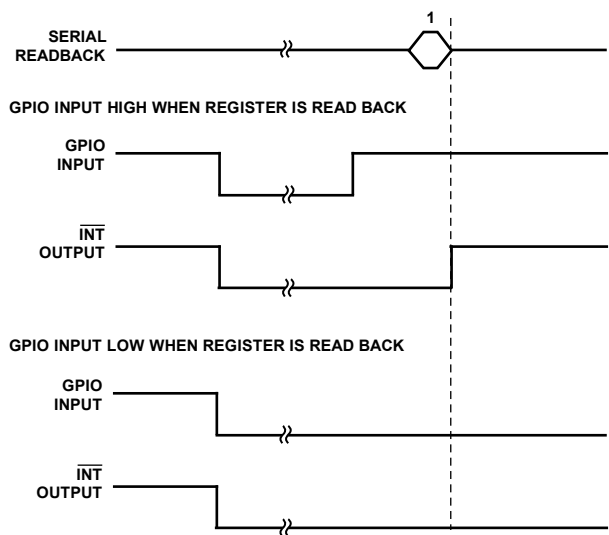 1
SERIAL
READBACK
GPIO INPUT HIGH WHEN REGISTER IS READ BACK
GPIO
INPUT
INT
OUTPUT
GPIO INPUT LOW WHEN REGISTER IS READ BACK
GPIO
INPUT
INT
OUTPUT